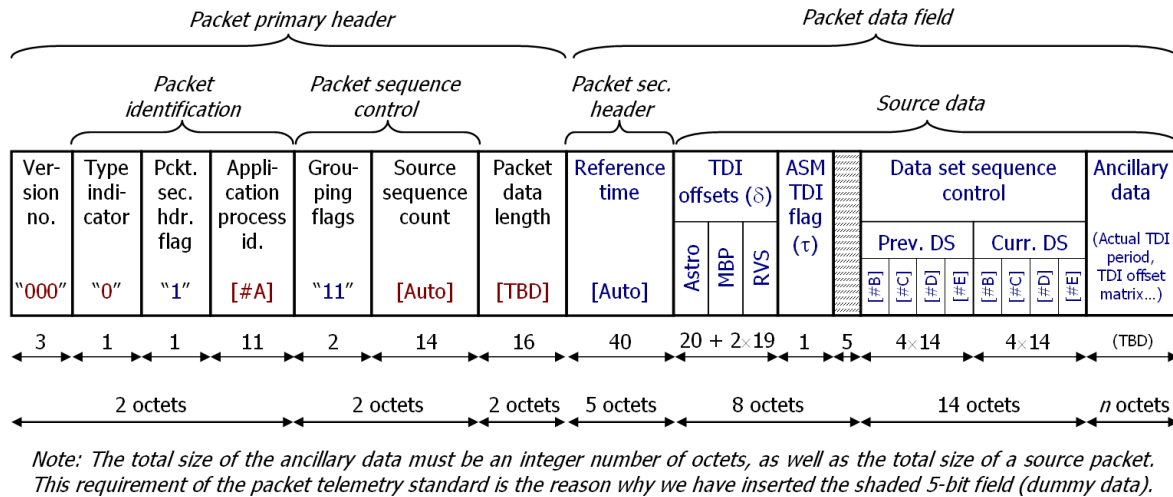 Packet primary header
Packet data field
Packet
identification
Packet sequence
control
Packet sec.
header
Source data
Ver-
sion
no.
"000"
Type
indi-
cator
"0"
Pckt.
sec.
hdr.
flag
"1"
Appli-
cation
process
id.
[#A]
Grou-
ping
flags
"11"
Source
sequence
count
[Auto]
Packet
data
length
[TBD]
Reference
time
[Auto]
TDI
offsets (δ)
Astro
MBP
RVS
ASM
TDI
flag
(τ)
Data set sequence
control
Prev. DS
Curr. DS
[#B]
[#C]
[#D]
[#E]
[#B]
[#C]
[#D]
[#E]
Ancillary
data
(Actual TDI
period,
TDI offset
matrix...)
3 1 1 11 2 14 16 40 20 + 2×19 1 5 4×14 4×14 (TBD)
2 octets 2 octets 2 octets 5 octets 8 octets 14 octets n octets
Note: The total size of the ancillary data must be an integer number of octets, as well as the total size of a source packet.
This requirement of the packet telemetry standard is the reason why we have inserted the shaded 5-bit field (dummy data).